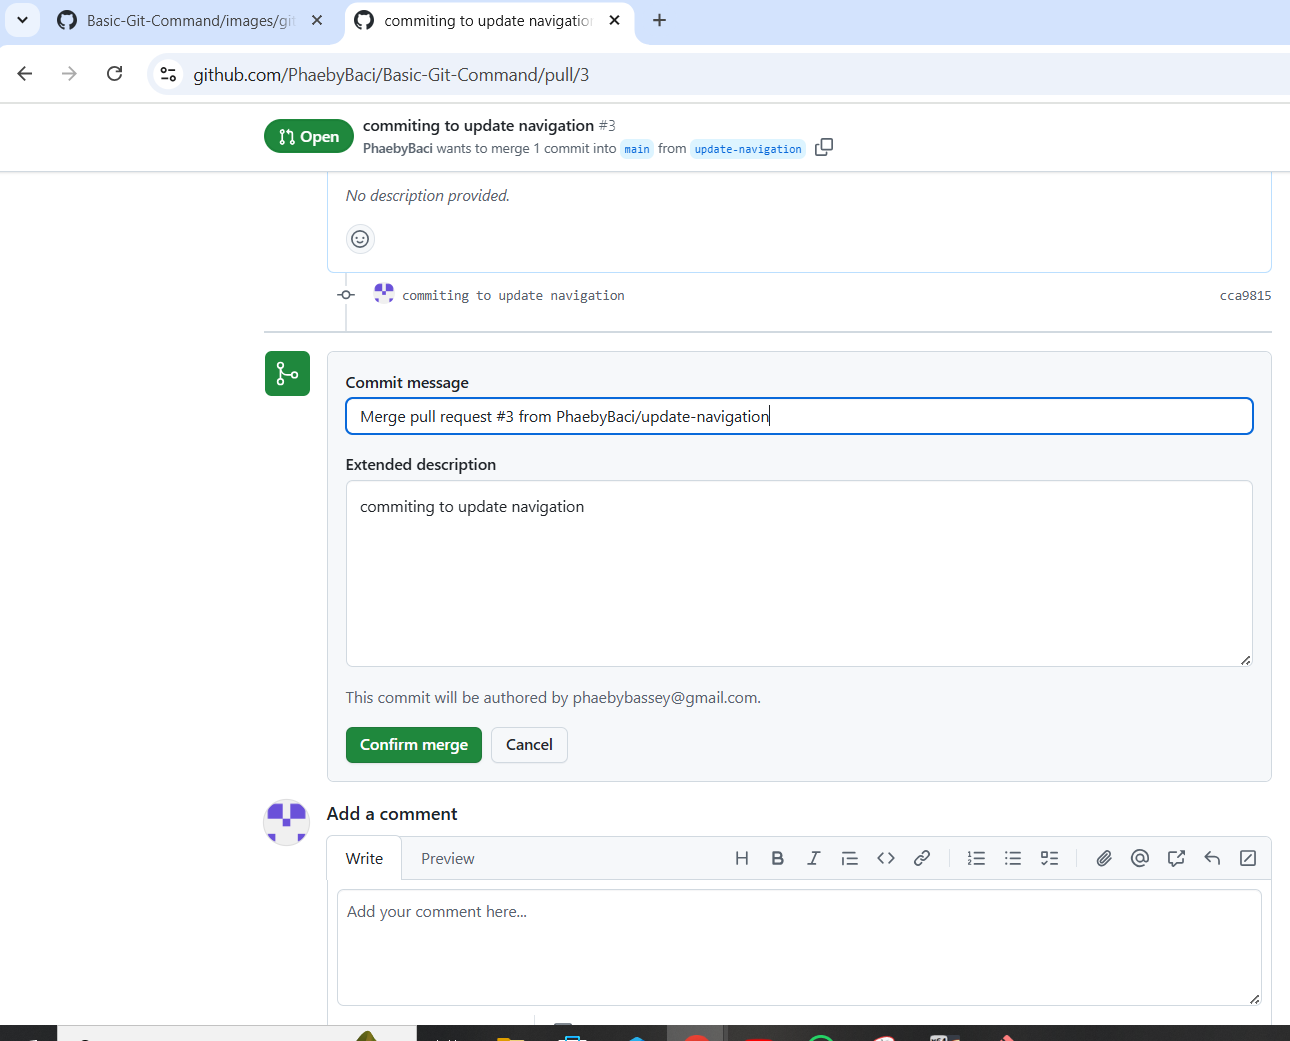 Basic-Git-Command/images/git
commiting to update navigation
github.com/PhaebyBaci/Basic-Git-Command/pull/3
Open
commiting to update navigation #3
PhaebyBaci wants to merge 1 commit into main from update-navigation
No description provided.
commiting to update navigation cca9815
Commit message
Merge pull request #3 from PhaebyBaci/update-navigation
Extended description
commiting to update navigation
This commit will be authored by phaebybassey@gmail.com.
Confirm merge Cancel
Add a comment
Write Preview
Add your comment here...